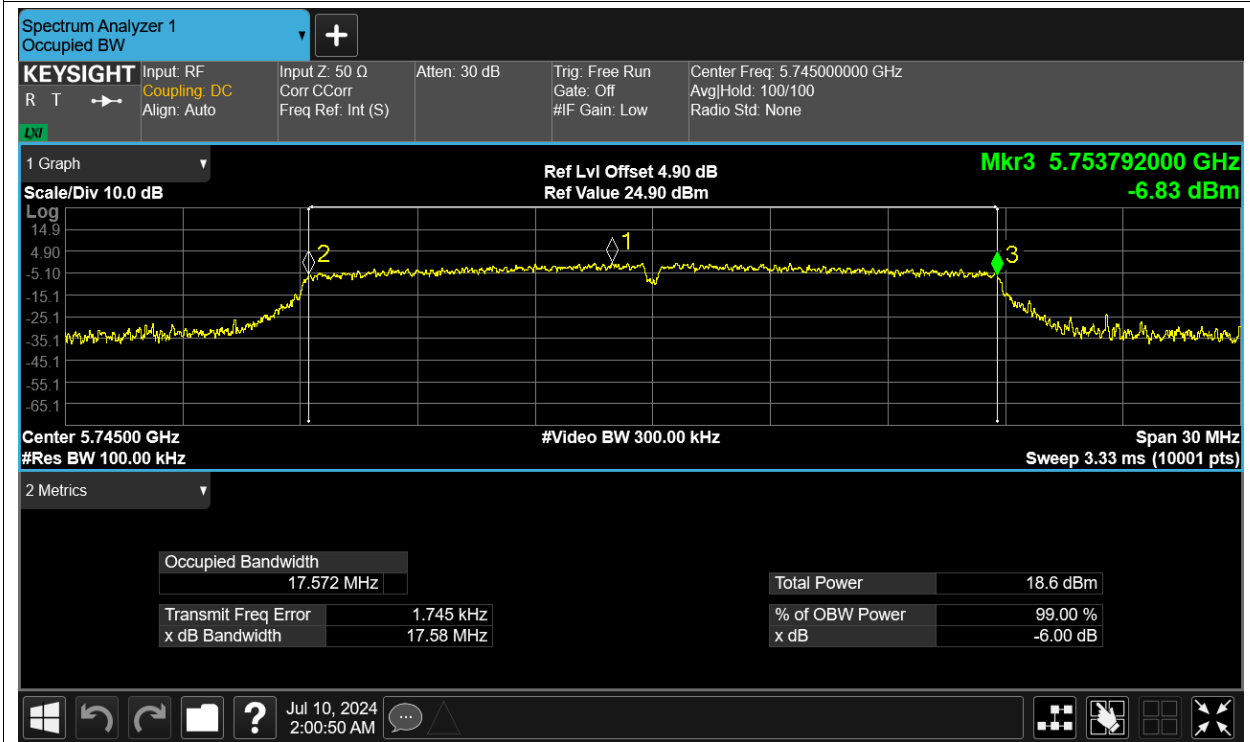 Spectrum Analyzer 1
Occupied BW
KEYSIGHT
R T
LXI
Input: RF
Coupling: DC
Align: Auto
Input Z: 50 Ω
Corr CCorr
Freq Ref: Int (S)
Atten: 30 dB
Trig: Free Run
Gate: Off
#IF Gain: Low
Center Freq: 5.745000000 GHz
Avg|Hold: 100/100
Radio Std: None
1 Graph
Scale/Div 10.0 dB
Ref Lvl Offset 4.90 dB
Ref Value 24.90 dBm
Mkr3 5.753792000 GHz
-6.83 dBm
Log
14.9
4.90
-5.10
-15.1
-25.1
-35.1
-45.1
-55.1
-65.1
2
1
3
Center 5.74500 GHz
#Res BW 100.00 kHz
#Video BW 300.00 kHz
Span 30 MHz
Sweep 3.33 ms (10001 pts)
2 Metrics
Occupied Bandwidth
17.572 MHz
Transmit Freq Error 1.745 kHz
x dB Bandwidth 17.58 MHz
Total Power 18.6 dBm
% of OBW Power 99.00 %
x dB -6.00 dB
?
Jul 10, 2024
2:00:50 AM